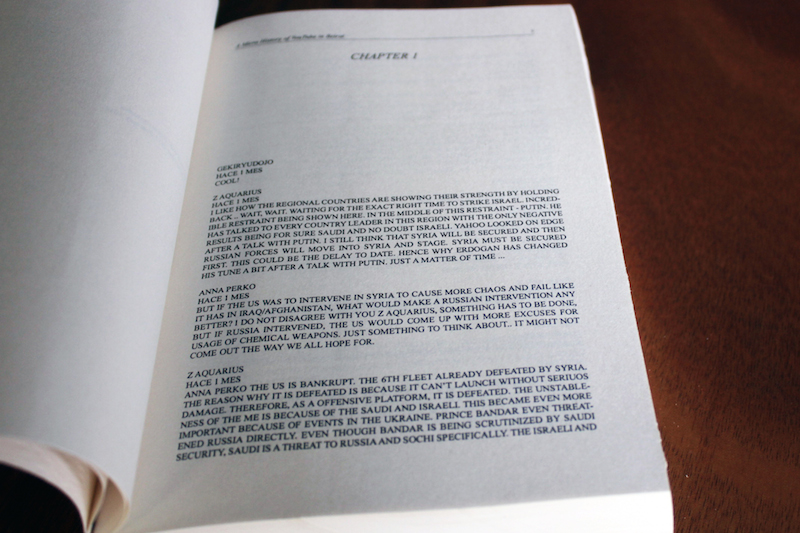 A Micro History of YouTube in Beirut 1
CHAPTER 1
GEKIRYUDOJO
HACE 1 MES
COOL!
Z AQUARIUS
HACE 1 MES
I LIKE HOW THE REGIONAL COUNTRIES ARE SHOWING THEIR STRENGTH BY HOLDING
BACK .. WAIT, WAIT. WAITING FOR THE EXACT RIGHT TIME TO STRIKE ISRAEL. INCRED-
IBLE RESTRAINT BEING SHOWN HERE. IN THE MIDDLE OF THIS RESTRAINT - PUTIN. HE
HAS TALKED TO EVERY COUNTRY LEADER IN THIS REGION WITH THE ONLY NEGATIVE
RESULTS BEING FOR SURE SAUDI AND NO DOUBT ISRAELI. YAHOO LOOKED ON EDGE
AFTER A TALK WITH PUTIN. I STILL THINK THAT SYRIA WILL BE SECURED AND THEN
RUSSIAN FORCES WILL MOVE INTO SYRIA AND STAGE. SYRIA MUST BE SECURED
FIRST. THIS COULD BE THE DELAY TO DATE. HENCE WHY ERDOGAN HAS CHANGED
HIS TUNE A BIT AFTER A TALK WITH PUTIN. JUST A MATTER OF TIME ...
ANNA PERKO
HACE 1 MES
BUT IF THE US WAS TO INTERVENE IN SYRIA TO CAUSE MORE CHAOS AND FAIL LIKE
IT HAS IN IRAQ/AFGHANISTAN, WHAT WOULD MAKE A RUSSIAN INTERVENTION ANY
BETTER? I DO NOT DISAGREE WITH YOU Z AQUARIUS, SOMETHING HAS TO BE DONE,
BUT IF RUSSIA INTERVENED, THE US WOULD COME UP WITH MORE EXCUSES FOR
USAGE OF CHEMICAL WEAPONS. JUST SOMETHING TO THINK ABOUT.. IT MIGHT NOT
COME OUT THE WAY WE ALL HOPE FOR.
Z AQUARIUS
HACE 1 MES
ANNA PERKO THE US IS BANKRUPT. THE 6TH FLEET ALREADY DEFEATED BY SYRIA.
THE REASON WHY IT IS DEFEATED IS BECAUSE IT CAN'T LAUNCH WITHOUT SERIUOS
DAMAGE. THEREFORE, AS A OFFENSIVE PLATFORM, IT IS DEFEATED. THE UNSTABLE-
NESS OF THE ME IS BECAUSE OF THE SAUDI AND ISRAELI. THIS BECAME EVEN MORE
IMPORTANT BECAUSE OF EVENTS IN THE UKRAINE. PRINCE BANDAR EVEN THREAT-
ENED RUSSIA DIRECTLY. EVEN THOUGH BANDAR IS BEING SCRUTINIZED BY SAUDI
SECURITY, SAUDI IS A THREAT TO RUSSIA AND SOCHI SPECIFICALLY. THE ISRAELI AND